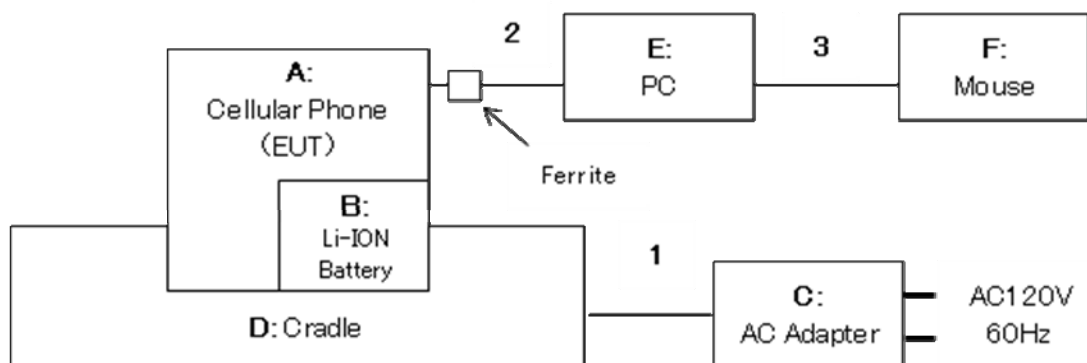 2
3
A:
Cellular Phone
(EUT)
E:
PC
F:
Mouse
Ferrite
B:
Li-ION
Battery
1
D: Cradle
C:
AC Adapter
AC120V
60Hz